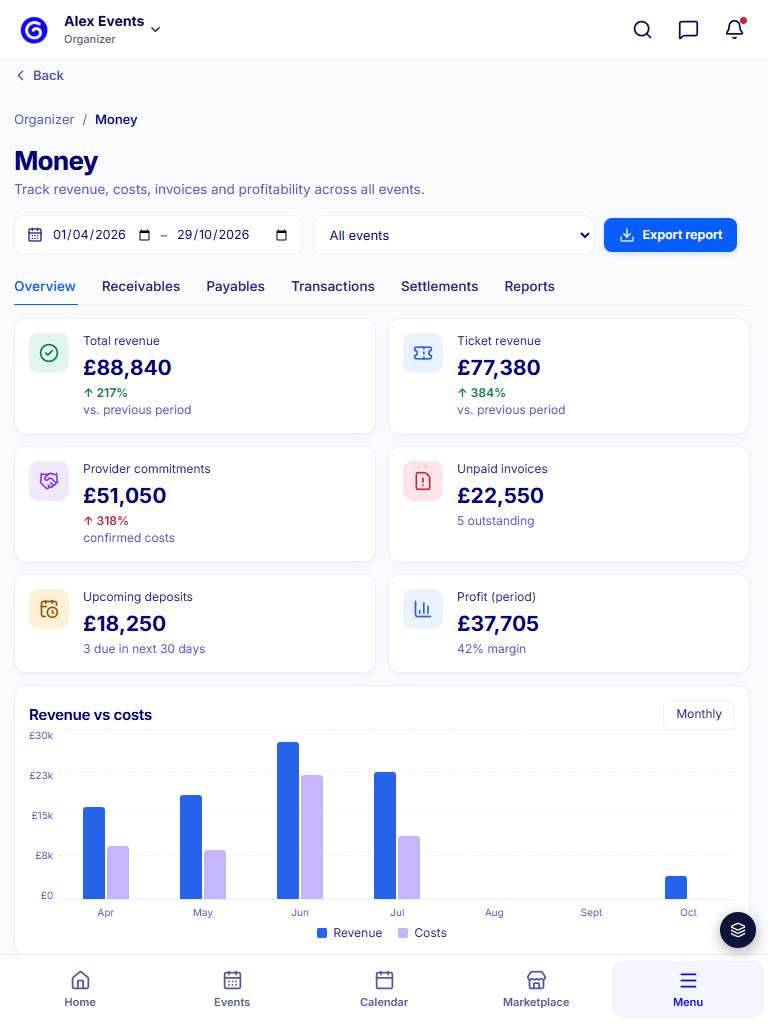 Alex Events
Organizer
Back
Organizer / Money
Money
Track revenue, costs, invoices and profitability across all events.
01/04/2026 – 29/10/2026 All events Export report
Overview Receivables Payables Transactions Settlements Reports
Total revenue
£88,840
↑ 217%
vs. previous period
Ticket revenue
£77,380
↑ 384%
vs. previous period
Provider commitments
£51,050
↑ 318%
confirmed costs
Unpaid invoices
£22,550
5 outstanding
Upcoming deposits
£18,250
3 due in next 30 days
Profit (period)
£37,705
42% margin
Revenue vs costs
Monthly
£30k
£23k
£15k
£8k
£0
Apr May Jun Jul Aug Sept Oct
Revenue Costs
Home Events Calendar Marketplace Menu